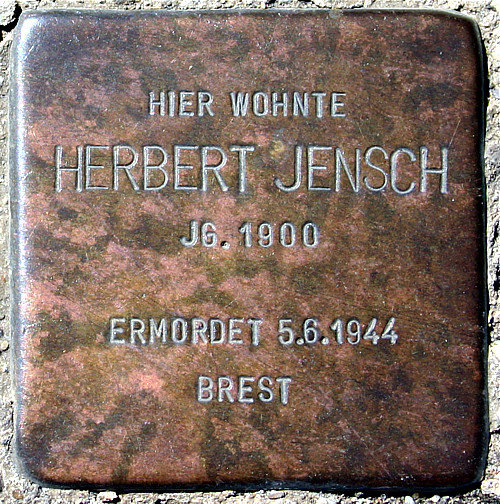 HIER WOHNTE
HERBERT JENSCH
JG. 1900
ERMORDET 5.6.1944
BREST